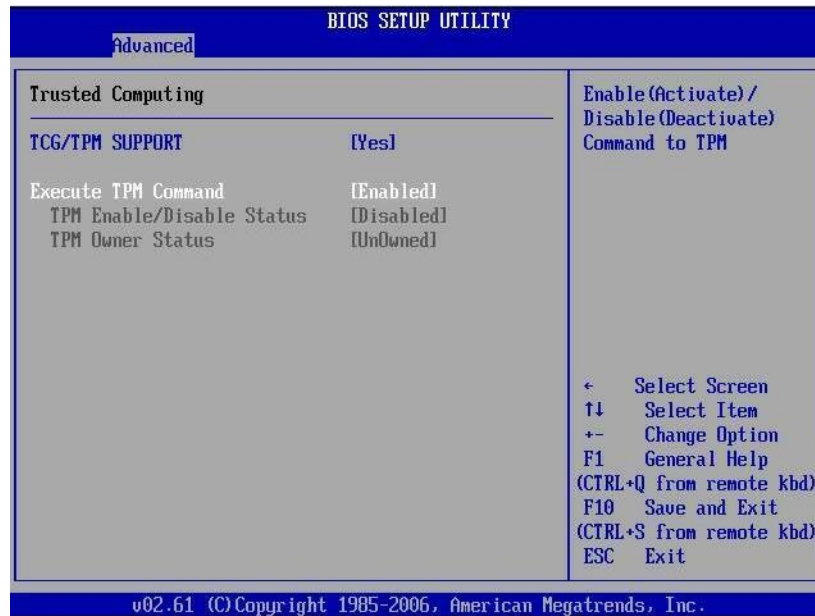 BIOS SETUP UTILITY
Advanced
Trusted Computing
TCG/TPM SUPPORT [Yes]
Execute TPM Command [Enabled]
TPM Enable/Disable Status [Disabled]
TPM Owner Status [UnOwned]
Enable(Activate)/
Disable(Deactivate)
Command to TPM
← Select Screen
↑↓ Select Item
+- Change Option
F1 General Help
(CTRL+Q from remote kbd)
F10 Save and Exit
(CTRL+S from remote kbd)
ESC Exit
v02.61 (C)Copyright 1985-2006, American Megatrends, Inc.